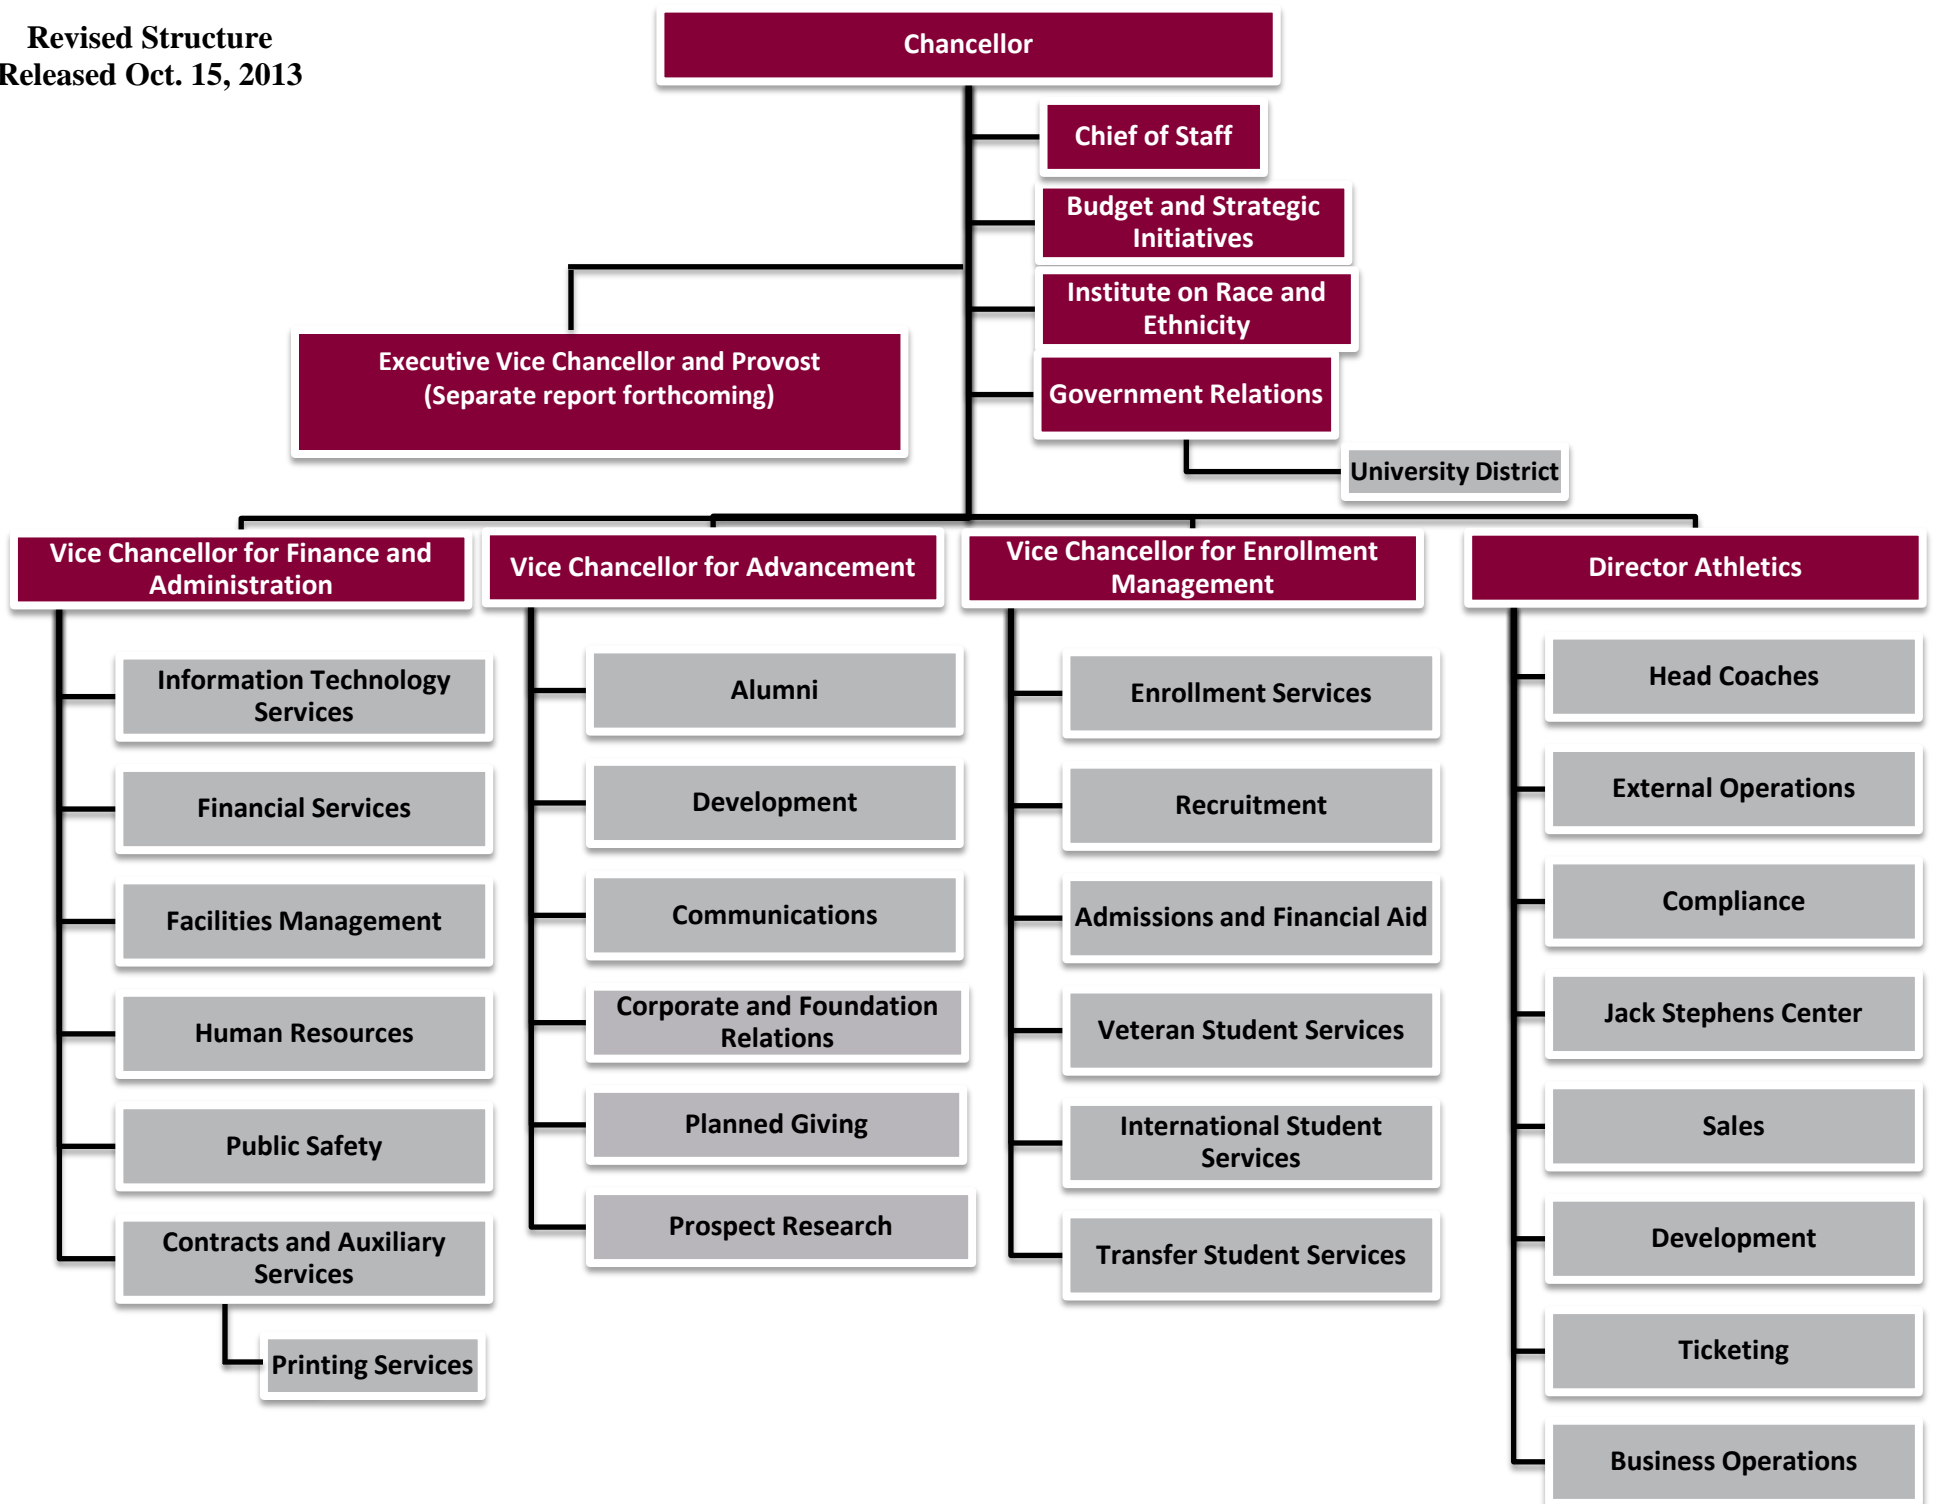 Revised Structure
Released Oct. 15, 2013
Chancellor
Chief of Staff
Budget and Strategic
Initiatives
Institute on Race and
Ethnicity
Executive Vice Chancellor and Provost
(Separate report forthcoming)
Government Relations
University District
Vice Chancellor for Finance and
Administration
Information Technology
Services
Financial Services
Facilities Management
Human Resources
Public Safety
Contracts and Auxiliary
Services
Printing Services
Vice Chancellor for Advancement
Alumni
Development
Communications
Corporate and Foundation
Relations
Planned Giving
Prospect Research
Vice Chancellor for Enrollment
Management
Enrollment Services
Recruitment
Admissions and Financial Aid
Veteran Student Services
International Student
Services
Transfer Student Services
Director Athletics
Head Coaches
External Operations
Compliance
Jack Stephens Center
Sales
Development
Ticketing
Business Operations